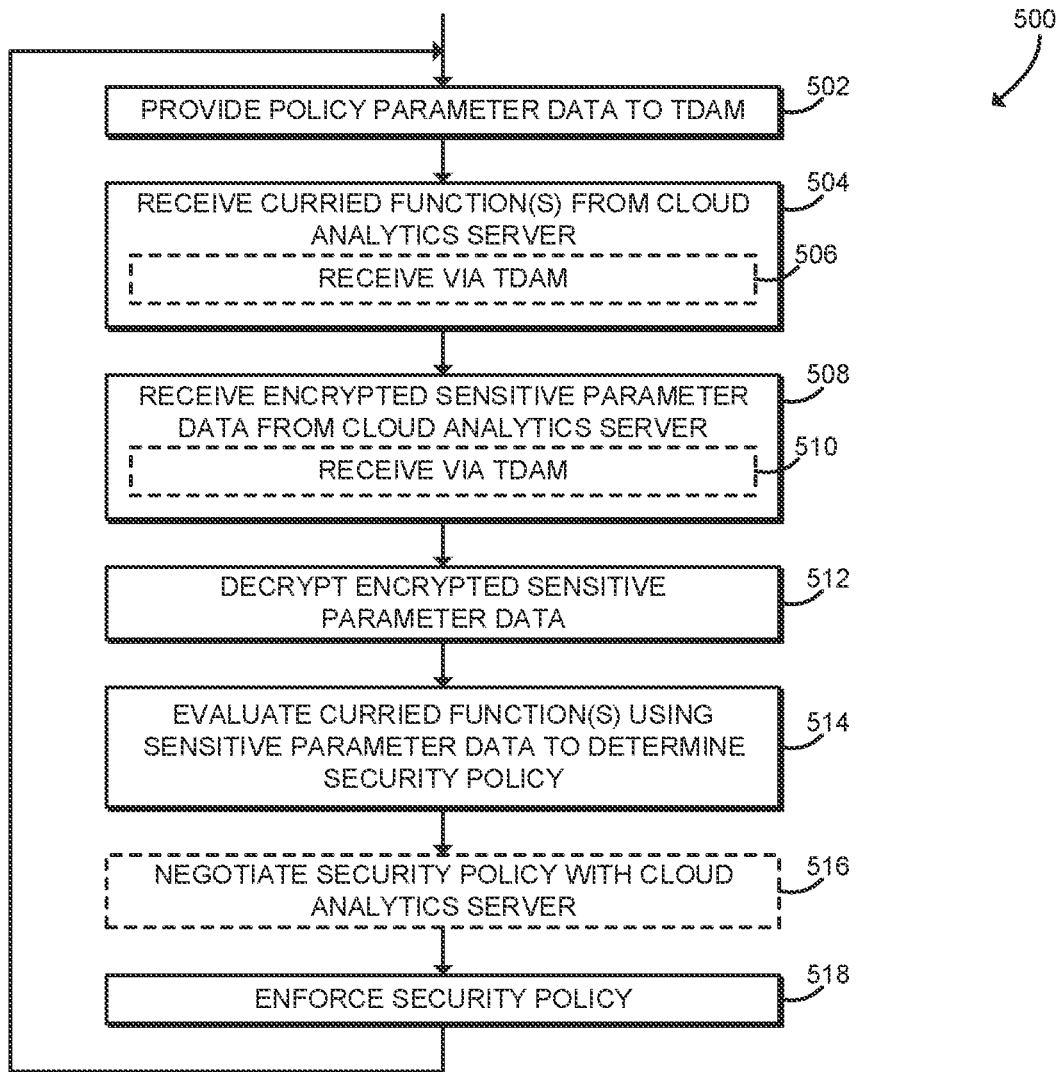 500
PROVIDE POLICY PARAMETER DATA TO TDAM
502
RECEIVE CURRIED FUNCTION(S) FROM CLOUD
ANALYTICS SERVER
504
RECEIVE VIA TDAM
506
RECEIVE ENCRYPTED SENSITIVE PARAMETER
DATA FROM CLOUD ANALYTICS SERVER
508
RECEIVE VIA TDAM
510
DECRYPT ENCRYPTED SENSITIVE
PARAMETER DATA
512
EVALUATE CURRIED FUNCTION(S) USING
SENSITIVE PARAMETER DATA TO DETERMINE
SECURITY POLICY
514
NEGOTIATE SECURITY POLICY WITH CLOUD
ANALYTICS SERVER
516
ENFORCE SECURITY POLICY
518